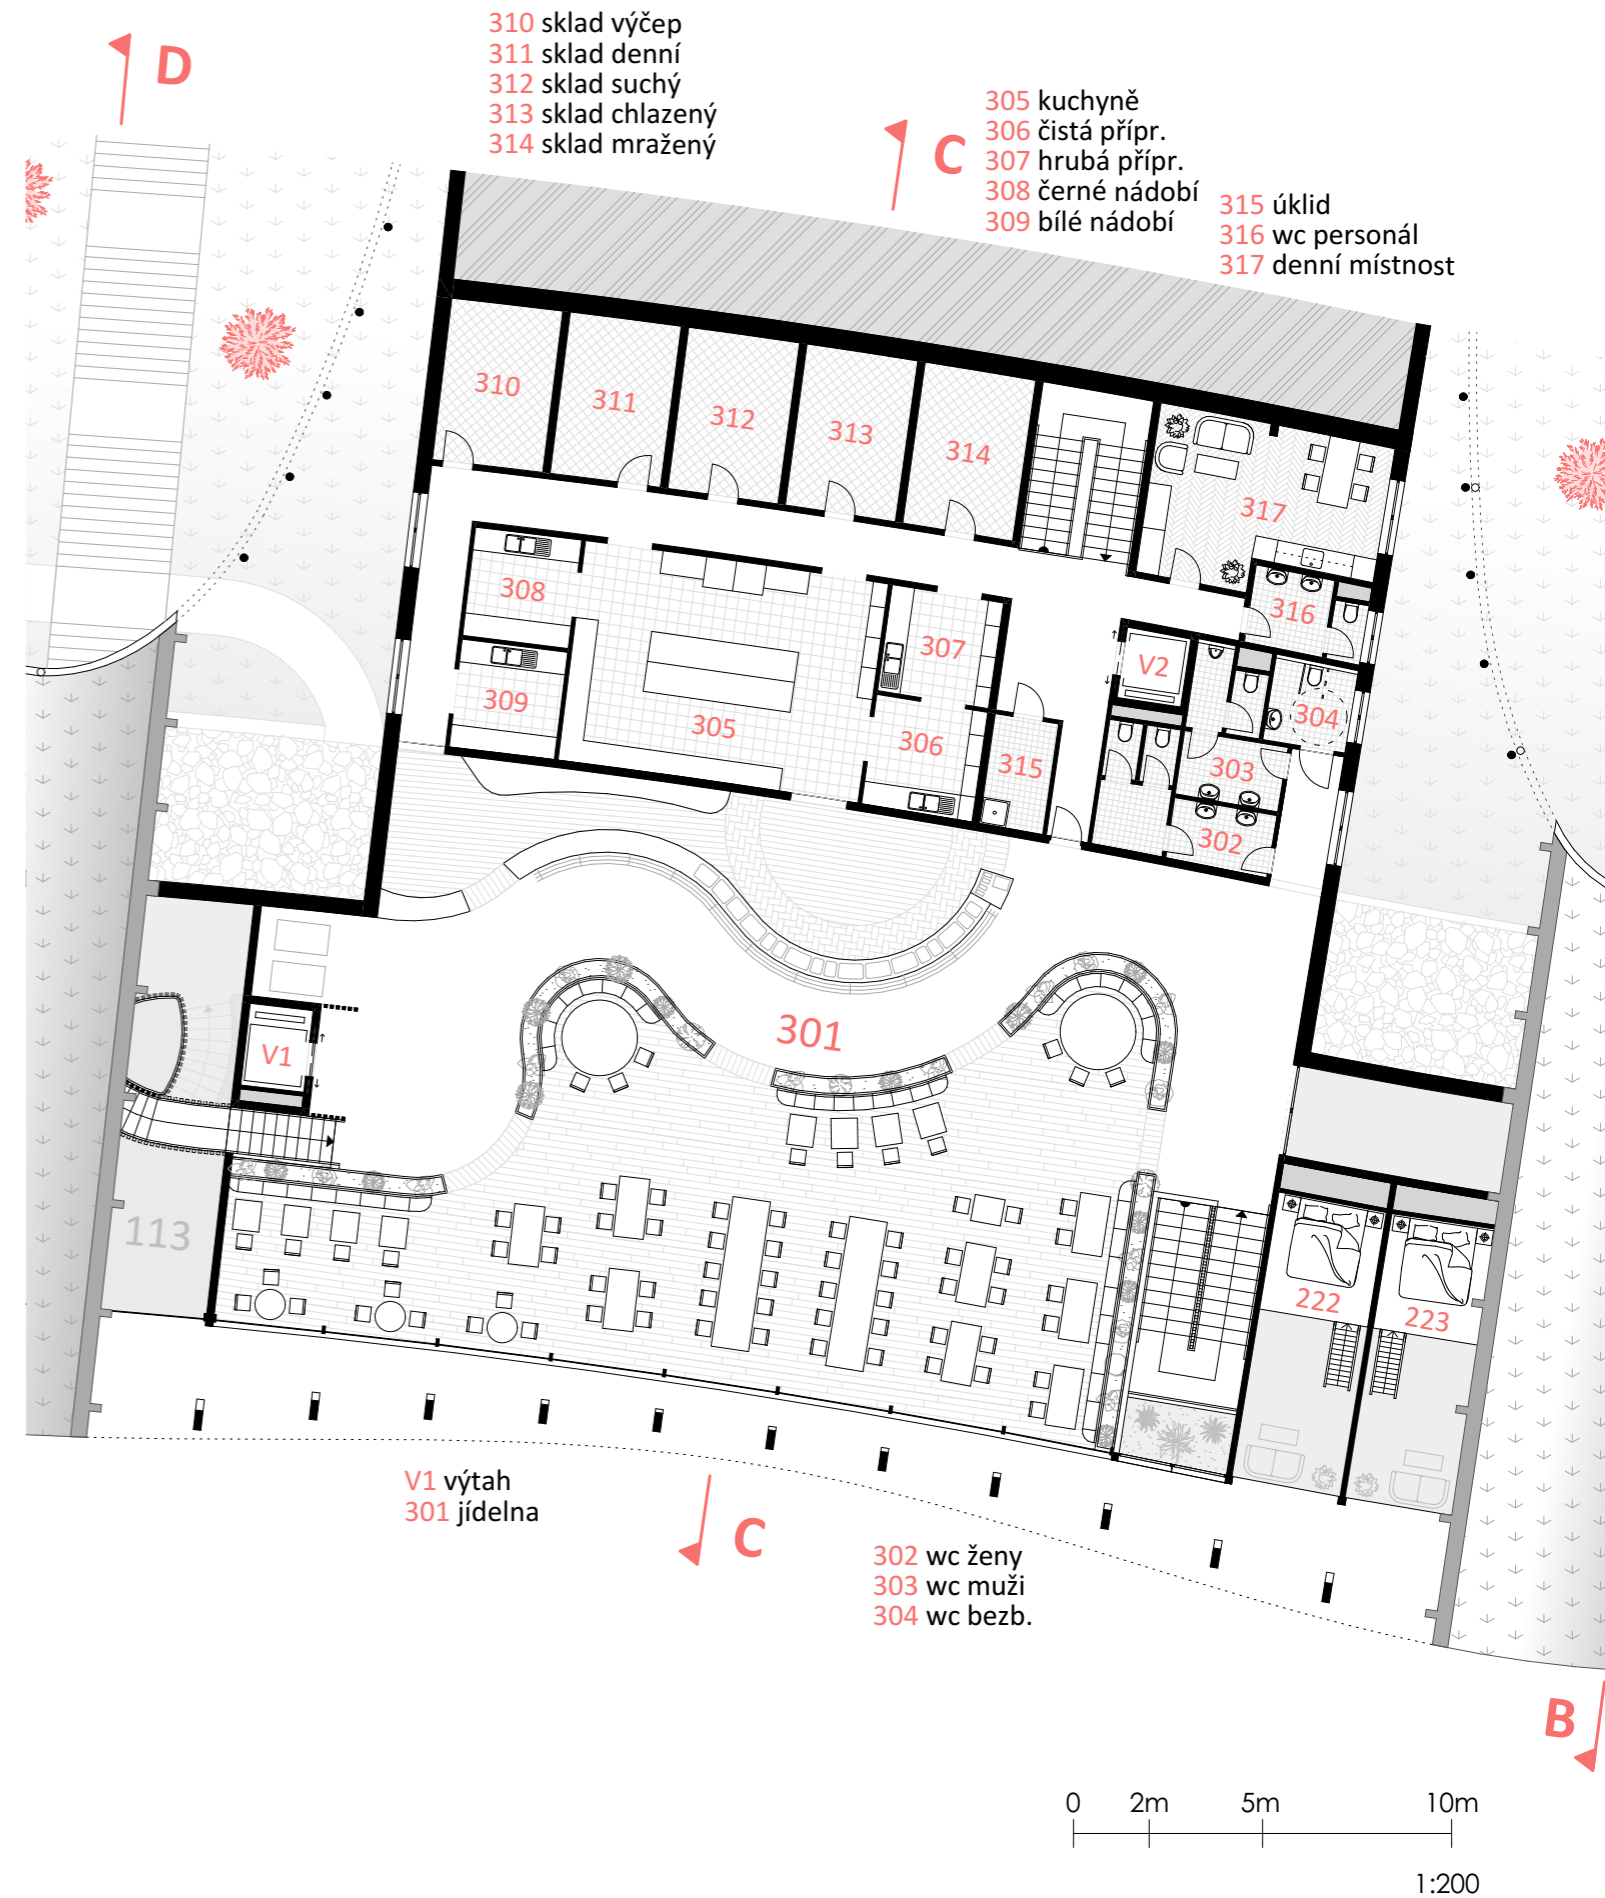 310 sklad výčep
311 sklad denní
312 sklad suchý
313 sklad chlazený
314 sklad mražený
D
C
305 kuchyně
306 čistá přípr.
307 hrubá přípr.
308 černé nádobí
309 bílé nádobí
315 úklid
316 wc personál
317 denní místnost
310
311
312
313
314
317
308
307
316
V2
309
305
306
315
304
303
302
301
V1
113
222
223
V1 výtah
301 jídelna
C
302 wc ženy
303 wc muži
304 wc bezb.
B
0 2m 5m 10m
1:200